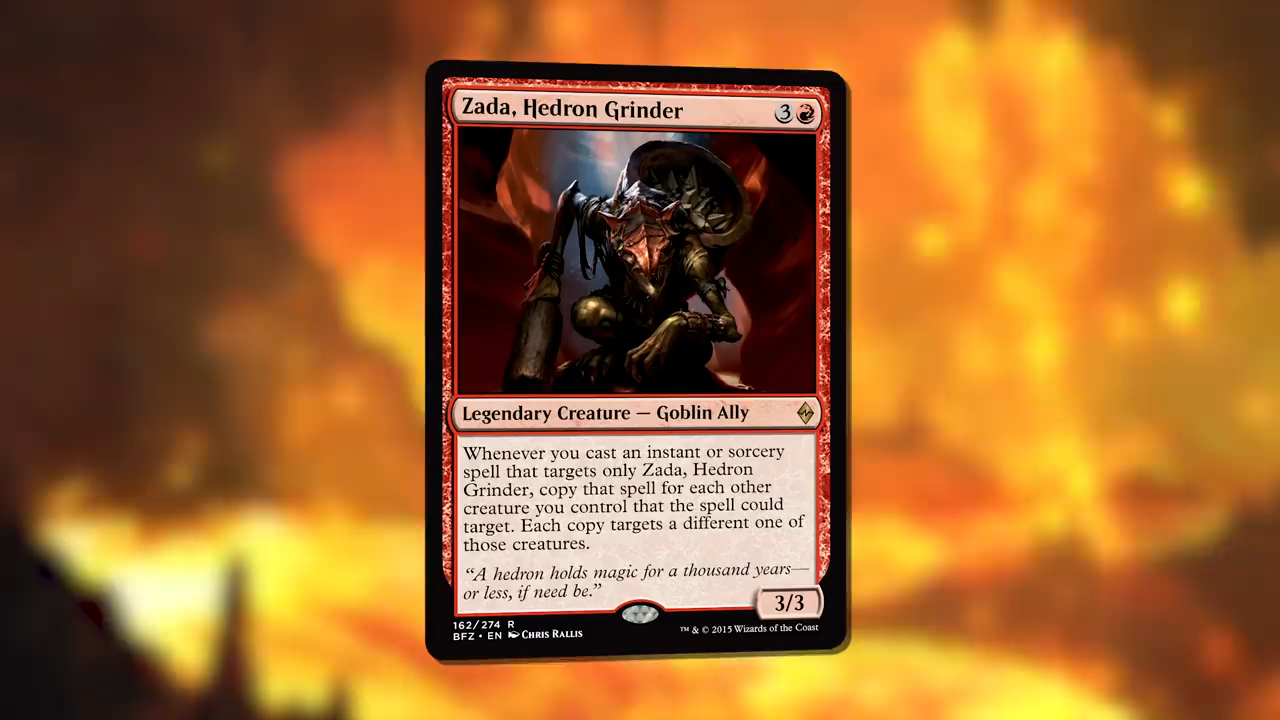 Zada, Hedron Grinder 3
Legendary Creature — Goblin Ally
Whenever you cast an instant or sorcery
spell that targets only Zada, Hedron
Grinder, copy that spell for each other
creature you control that the spell could
target. Each copy targets a different one of
those creatures.
“A hedron holds magic for a thousand years—
or less, if need be.”
3/3
162/274 R
BFZ • EN Chris Rallis
™ & © 2015 Wizards of the Coast